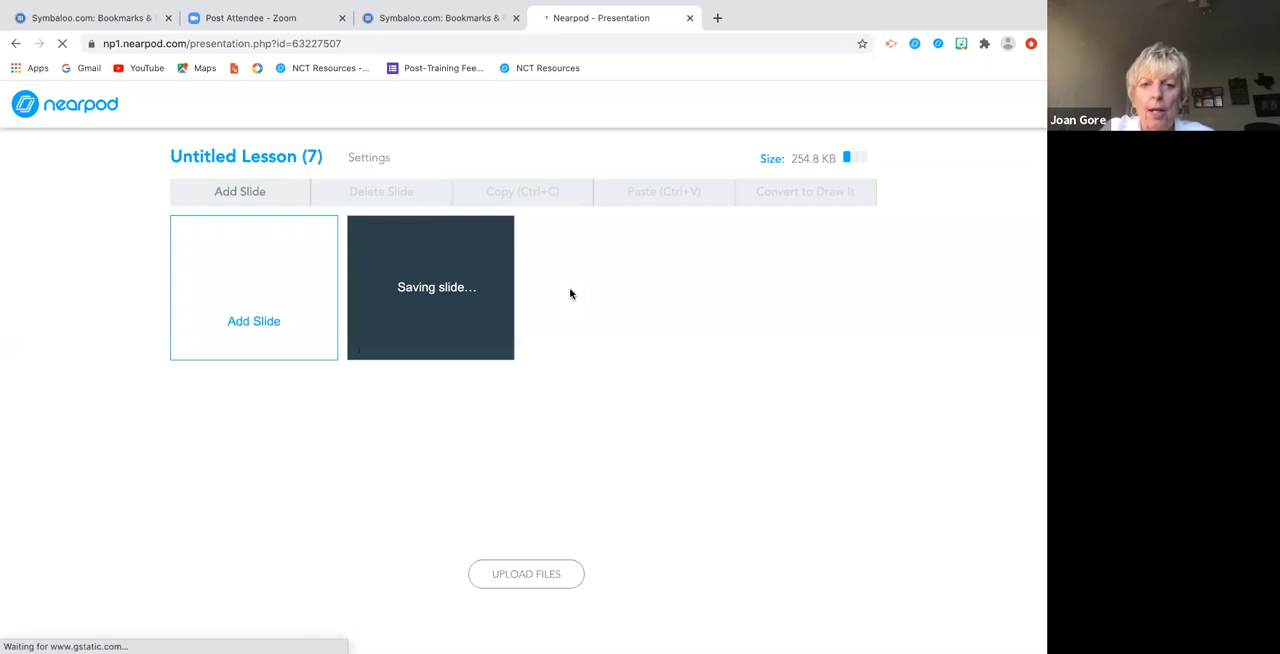 Symbaloo.com: Bookmarks &
Post Attendee - Zoom
Symbaloo.com: Bookmarks &
Nearpod - Presentation
np1.nearpod.com/presentation.php?id=63227507
Apps
Gmail
YouTube
Maps
NCT Resources -...
Post-Training Fee...
NCT Resources
nearpod
Joan Gore
Untitled Lesson (7)
Settings
Size: 254.8 KB
Add Slide
Delete Slide
Copy (Ctrl+C)
Paste (Ctrl+V)
Convert to Draw It
Add Slide
Saving slide...
UPLOAD FILES
Waiting for www.gstatic.com...